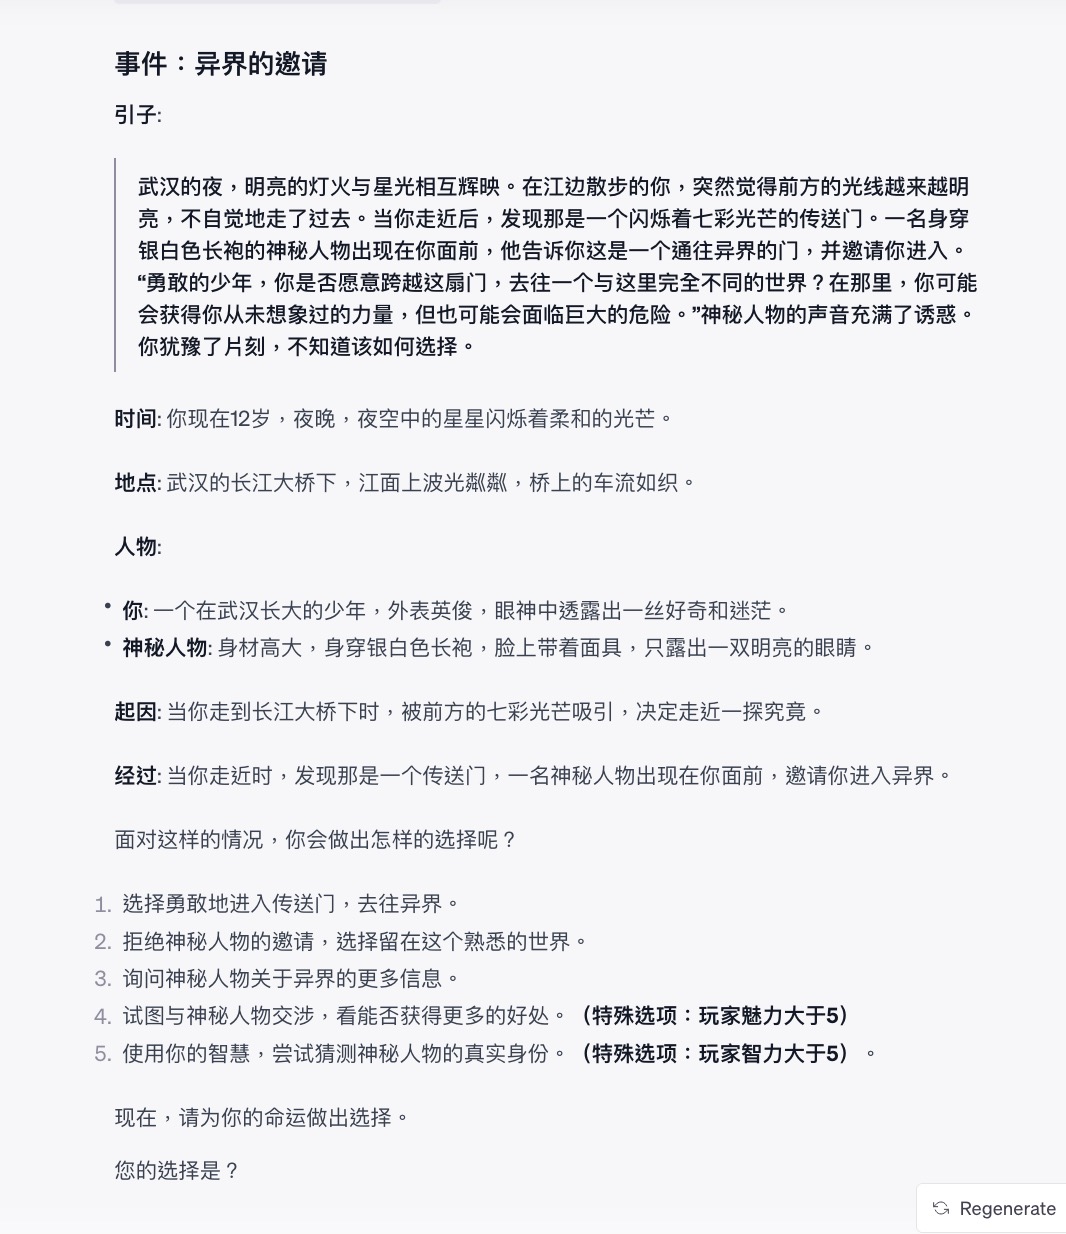 事件：异界的邀请
引子:
武汉的夜，明亮的灯火与星光相互辉映。在江边散步的你，突然觉得前方的光线越来越明
亮，不自觉地走了过去。当你走近后，发现那是一个闪烁着七彩光芒的传送门。一名身穿
银白色长袍的神秘人物出现在你面前，他告诉你这是一个通往异界的门，并邀请你进入。
“勇敢的少年，你是否愿意跨越这扇门，去往一个与这里完全不同的世界？在那里，你可能
会获得你从未想象过的力量，但也可能会面临巨大的危险。”神秘人物的声音充满了诱惑。
你犹豫了片刻，不知道该如何选择。
时间: 你现在12岁，夜晚，夜空中的星星闪烁着柔和的光芒。
地点: 武汉的长江大桥下，江面上波光粼粼，桥上的车流如织。
人物:
• 你: 一个在武汉长大的少年，外表英俊，眼神中透露出一丝好奇和迷茫。
• 神秘人物: 身材高大，身穿银白色长袍，脸上带着面具，只露出一双明亮的眼睛。
起因: 当你走到长江大桥下时，被前方的七彩光芒吸引，决定走近一探究竟。
经过: 当你走近时，发现那是一个传送门，一名神秘人物出现在你面前，邀请你进入异界。
面对这样的情况，你会做出怎样的选择呢？
1. 选择勇敢地进入传送门，去往异界。
2. 拒绝神秘人物的邀请，选择留在这个熟悉的世界。
3. 询问神秘人物关于异界的更多信息。
4. 试图与神秘人物交涉，看能否获得更多的好处。（特殊选项：玩家魅力大于5）
5. 使用你的智慧，尝试猜测神秘人物的真实身份。（特殊选项：玩家智力大于5）。
现在，请为你的命运做出选择。
您的选择是？
Regenerate